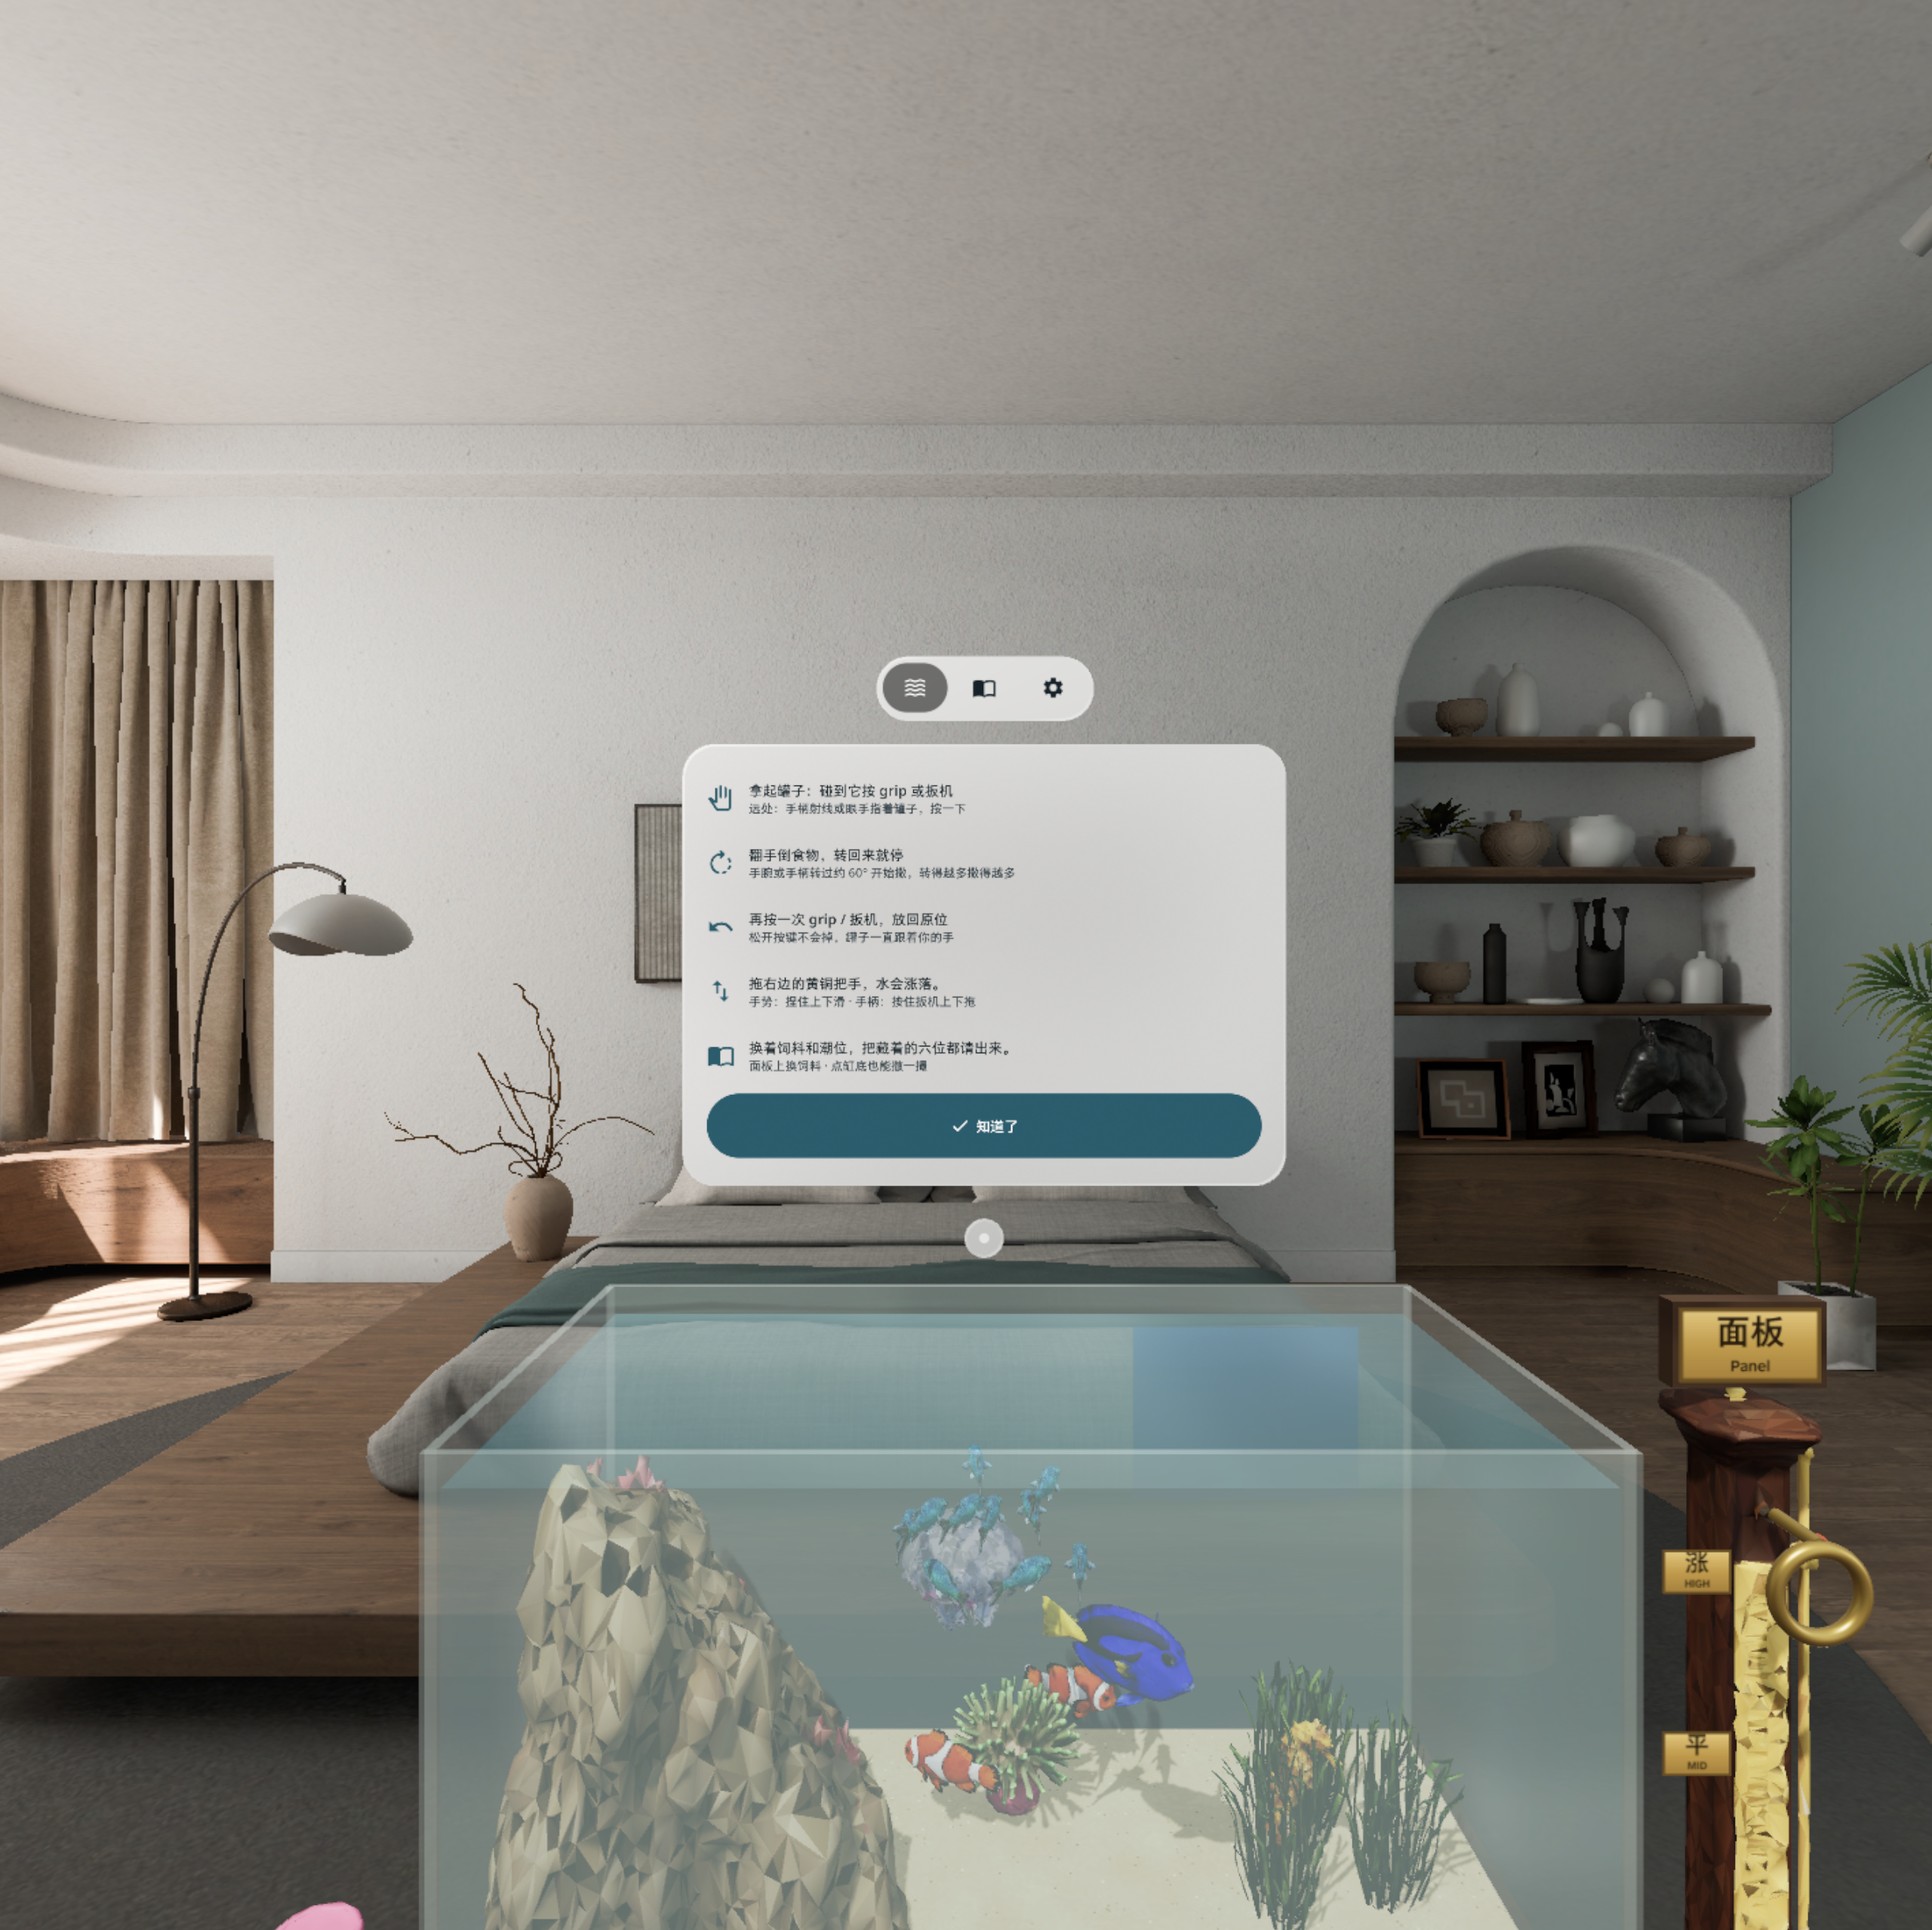 拿起罐子：碰到它按 grip 或扳机
远处：手柄射线或眼手指着罐子，按一下
翻手倒食物，转回来就停
手腕或手柄转过约 60° 开始撒，转得越多撒得越多
再按一次 grip / 扳机，放回原位
松开按键不会掉，罐子一直跟着你的手
拖右边的黄铜把手，水会涨落。
手势：捏住上下滑 · 手柄：按住扳机上下拖
换着饲料和潮位，把藏着的六位都请出来。
面板上换饲料 · 点缸底也能撒一撮
知道了
面板
Panel
涨
HIGH
平
MID